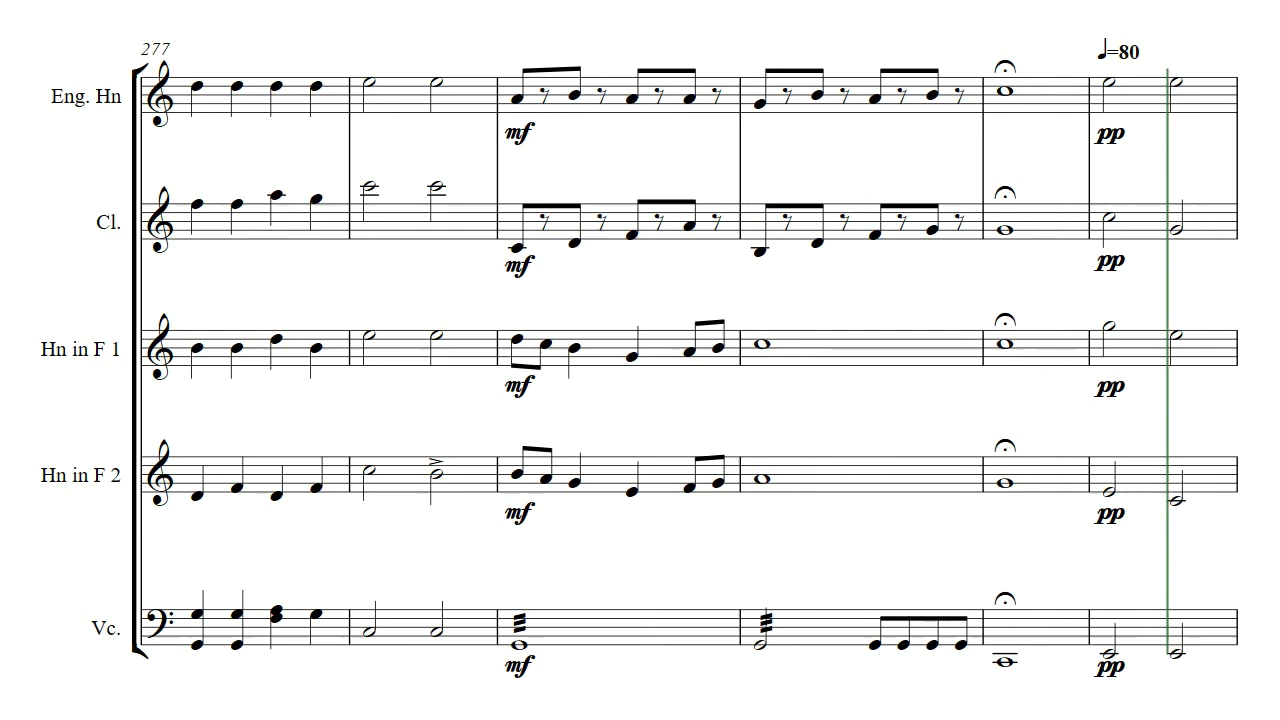 277
♩=80
Eng. Hn
mf
pp
Cl.
mf
pp
Hn in F 1
mf
pp
Hn in F 2
mf
pp
Vc.
mf
pp